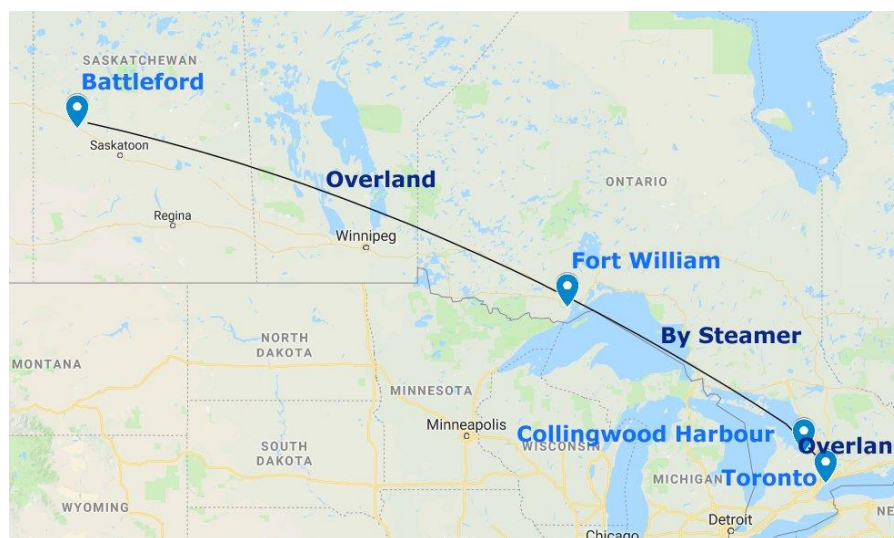 SASKATCHEWAN
Battleford
Saskatoon
Overland
ONTARIO
Regina
Winnipeg
Fort William
NORTH
DAKOTA
By Steamer
MONTANA
MINNESOTA
Minneapolis
Collingwood Harbour
Overlan
WISCONSIN
SOUTH
DAKOTA
MICHIGAN
Toronto
WYOMING
Detroit
Chicago
NE